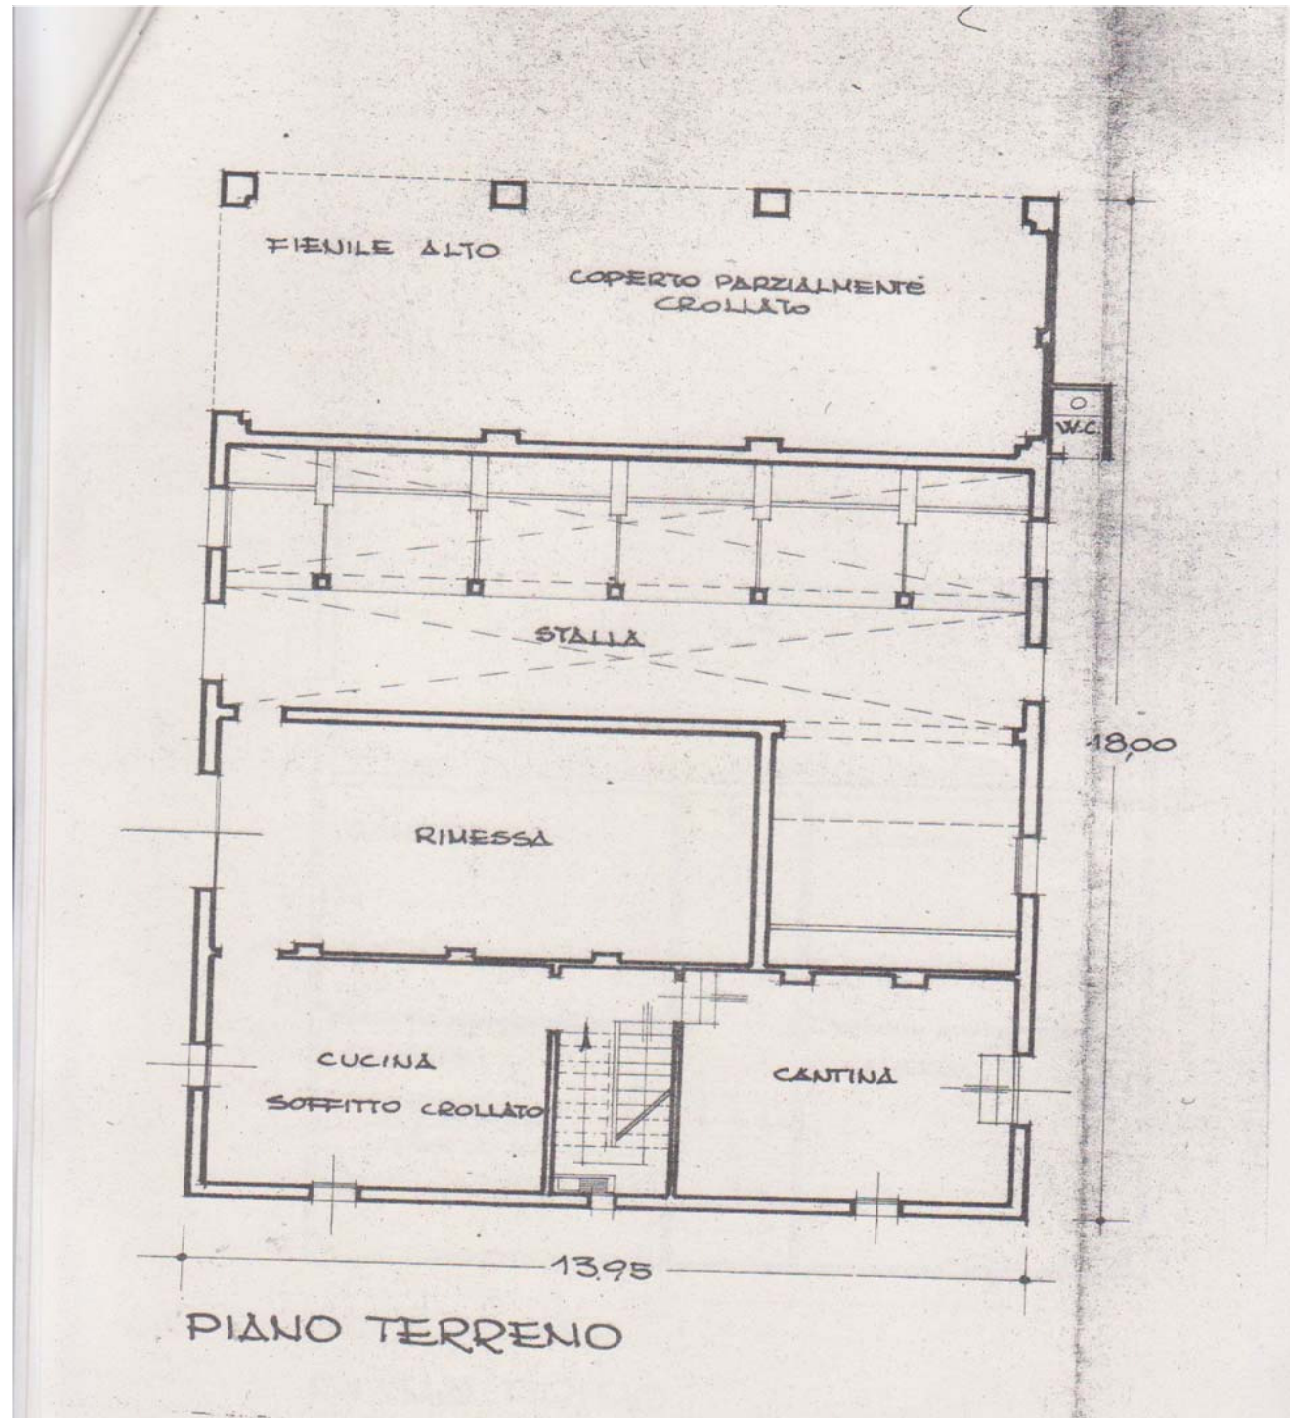 FIENILE ALTO
COPERTO PARZIALMENTE
CROLLATO
W.C.
STALLA
18,00
RIMESSA
CUCINA
SOFFITTO CROLLATO
CANTINA
13.95
PIANO TERRENO